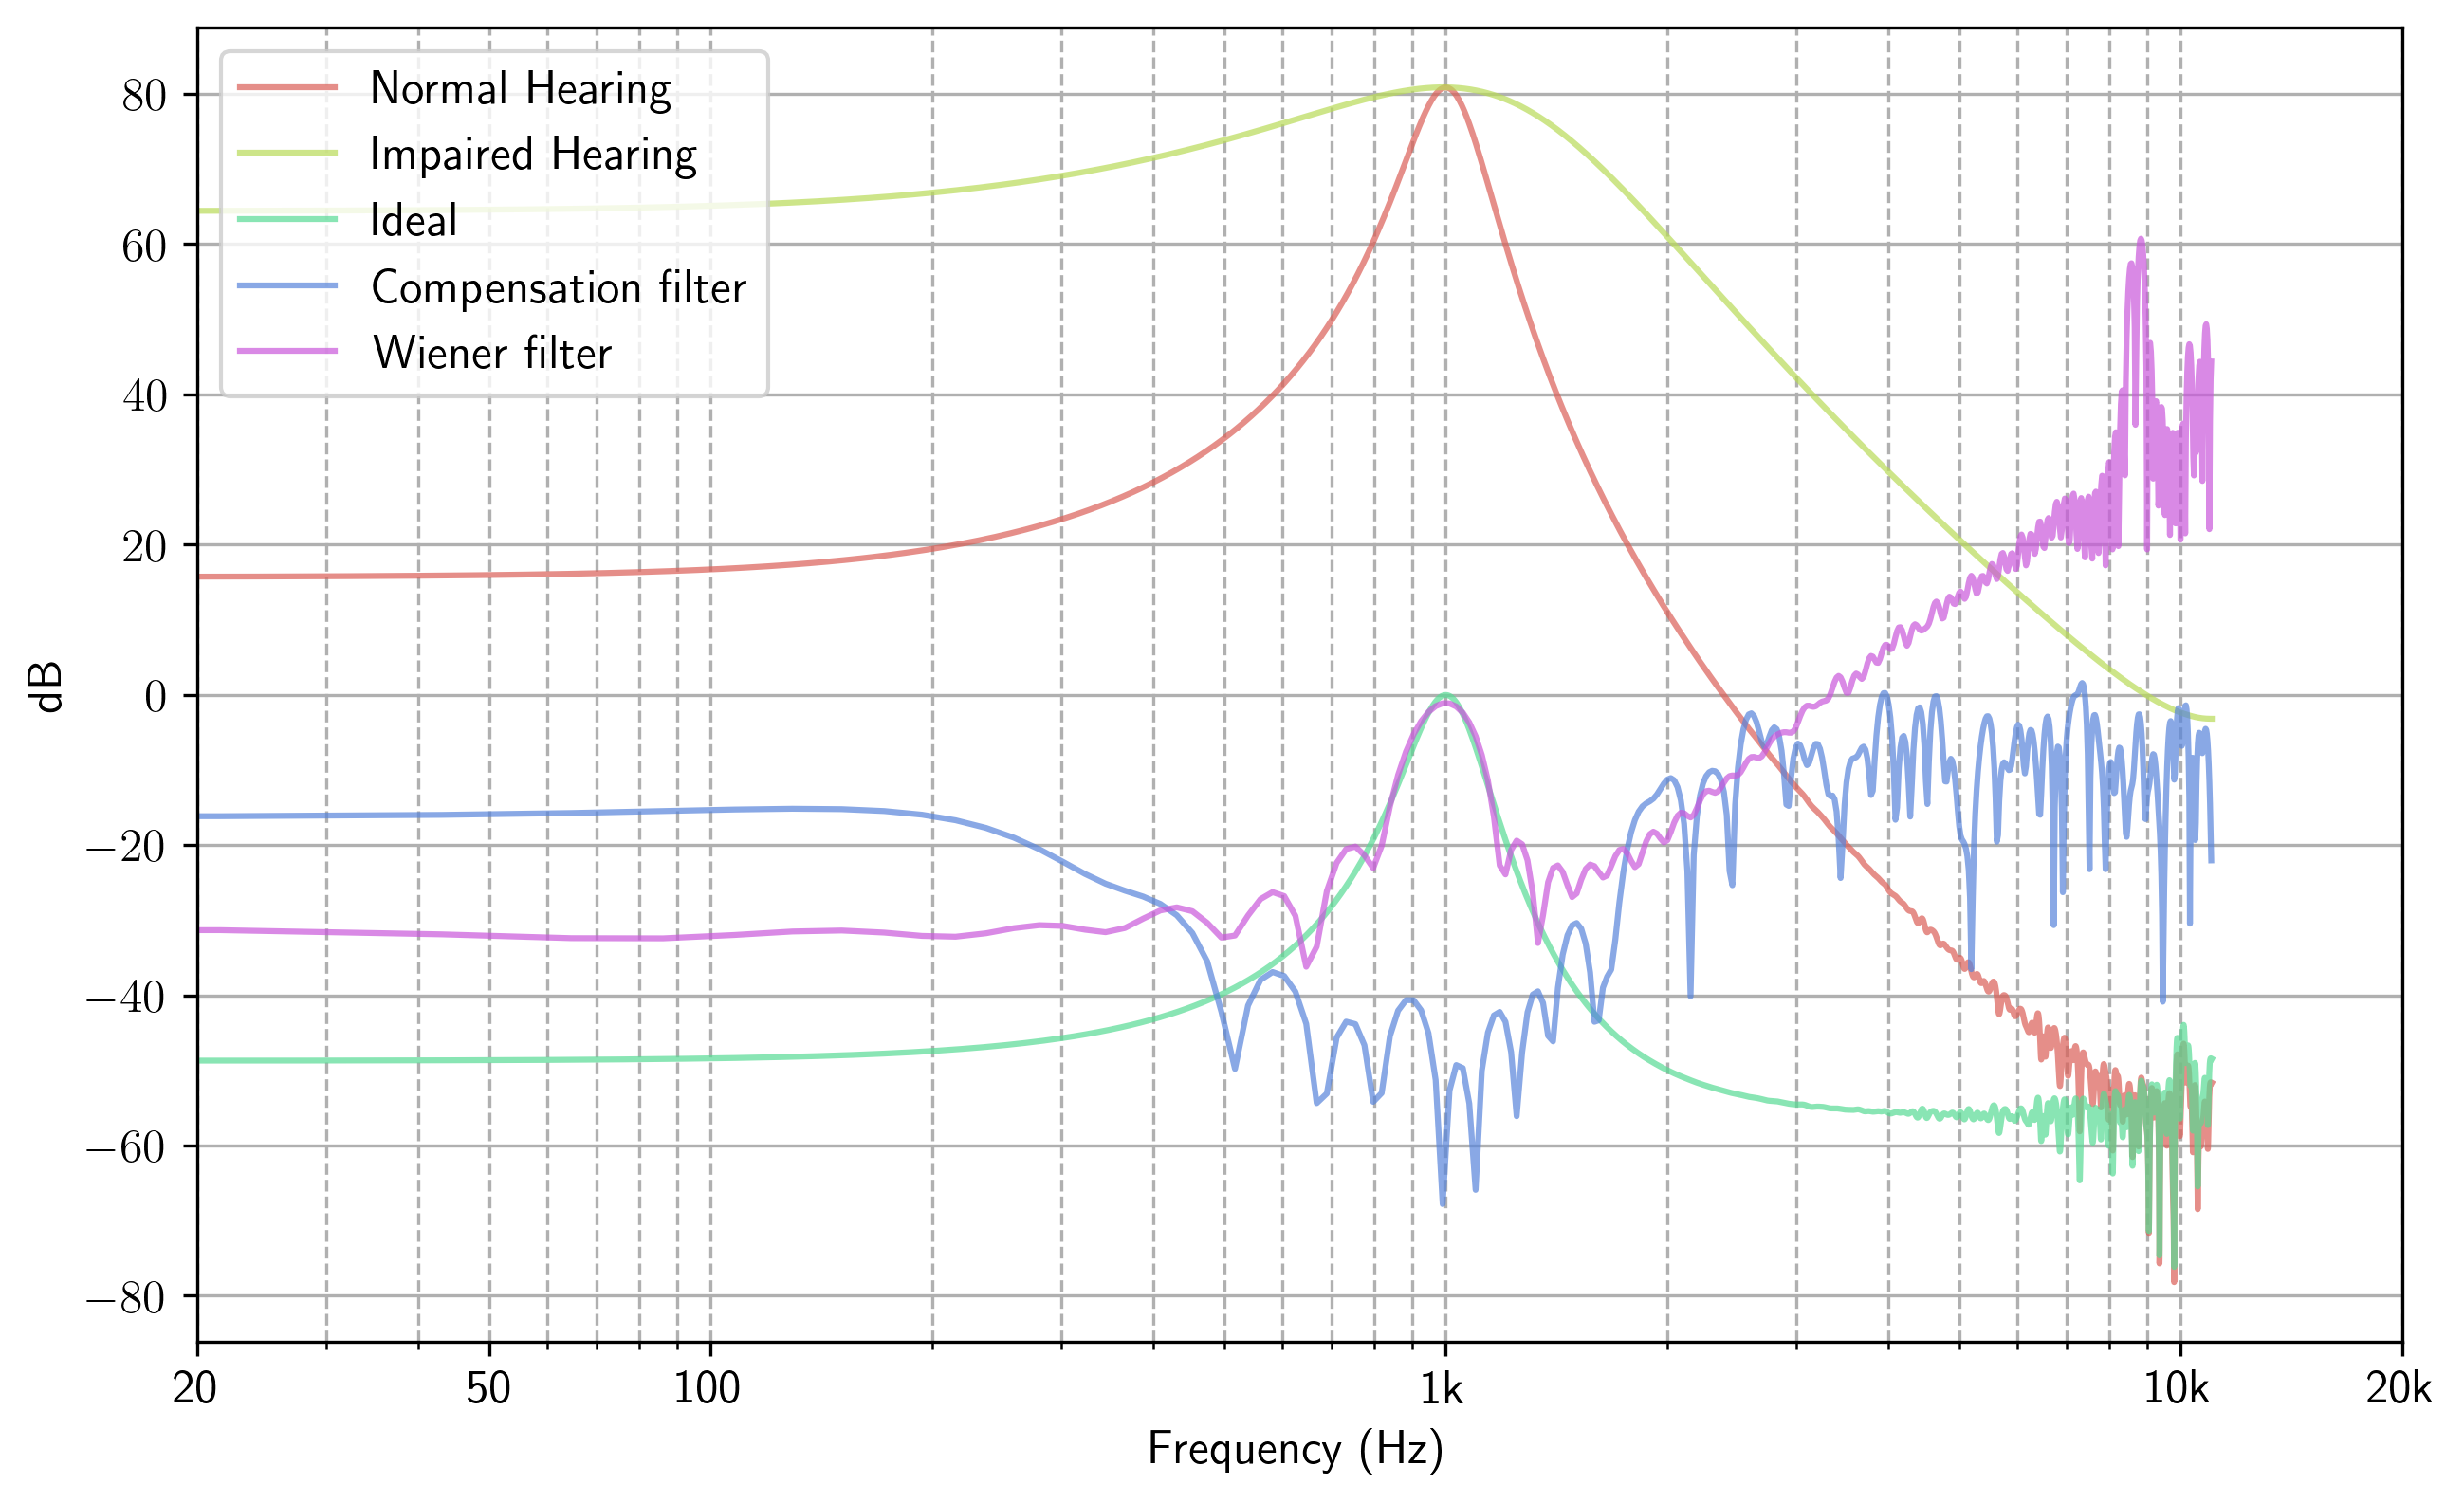 Normal Hearing
Impaired Hearing
Ideal
Compensation filter
Wiener filter
80
60
40
20
0
−20
−40
−60
−80
dB
20 50 100 1k 10k 20k
Frequency (Hz)